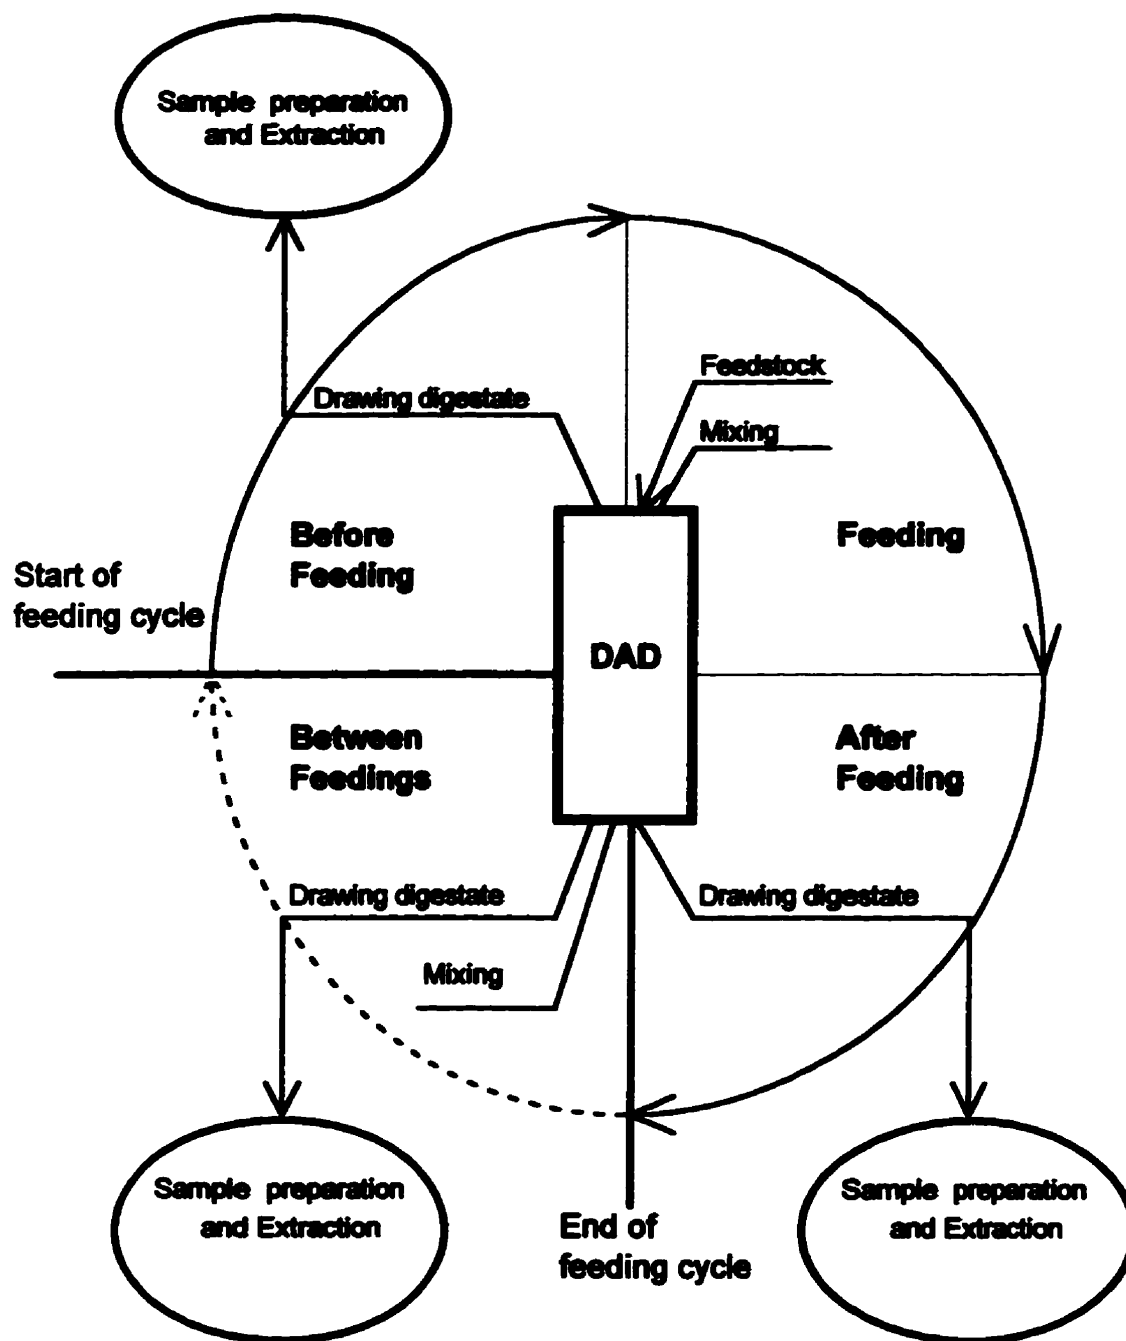 Sample preparation
and Extraction
Feedstock
Drawing digestate
Mixing
Before
Feeding
Feeding
Start of
feeding cycle
DAD
Between
Feedings
After
Feeding
Drawing digestate
Drawing digestate
Mixing
Sample preparation
and Extraction
Sample preparation
and Extraction
End of
feeding cycle